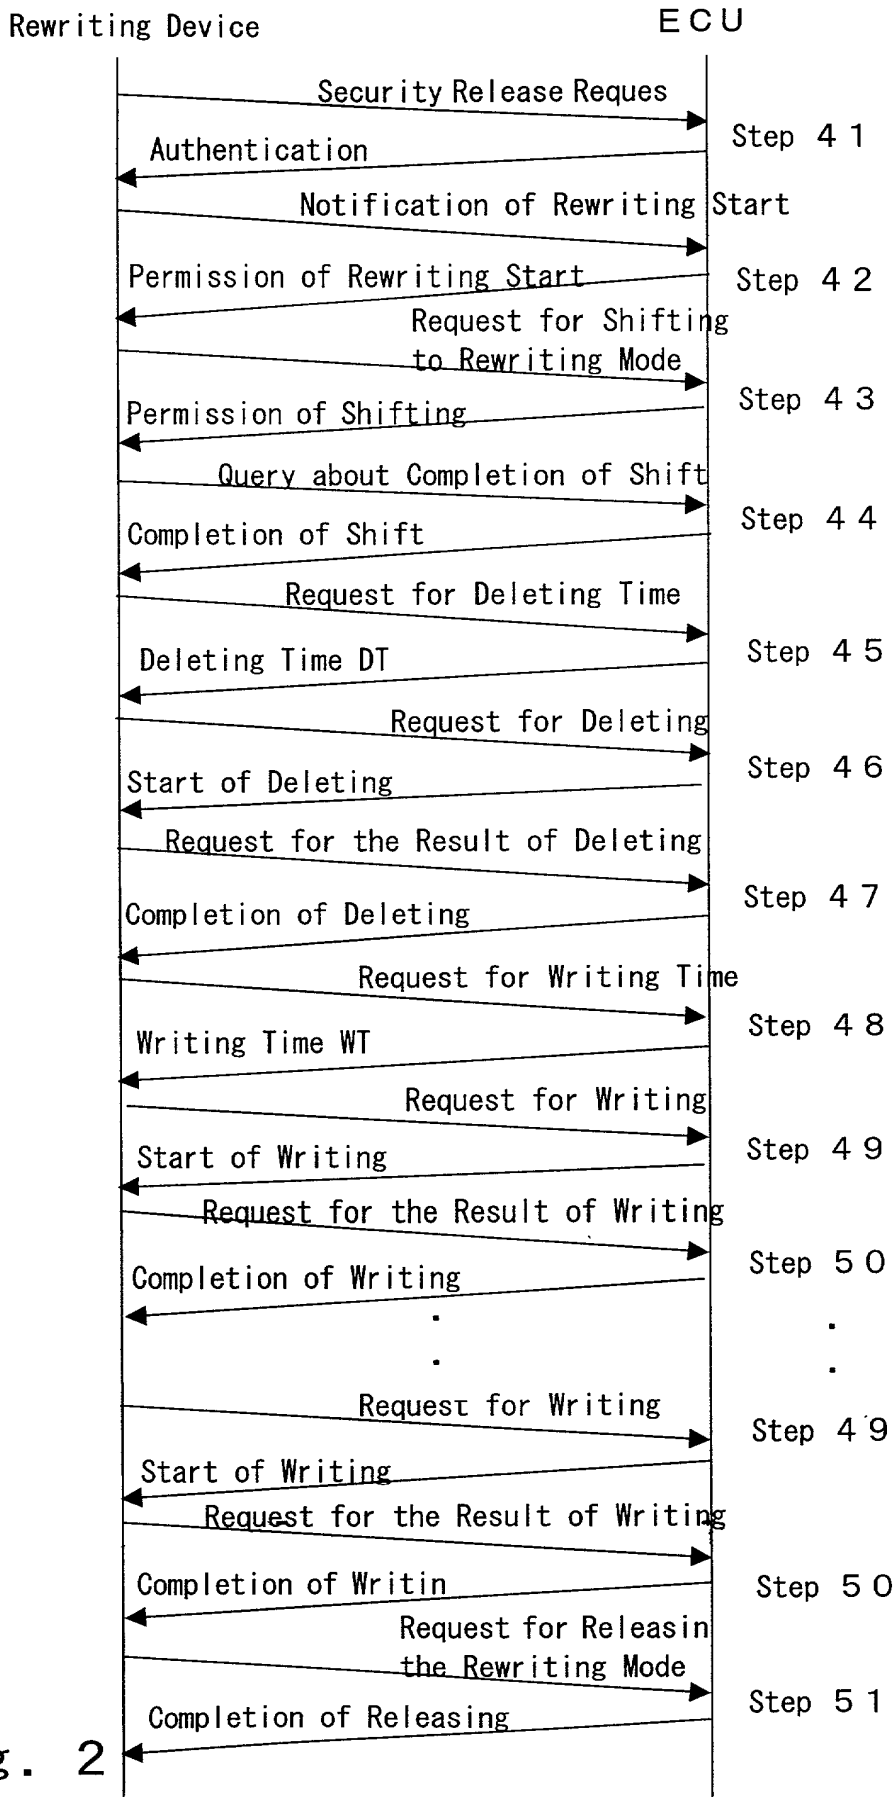 Rewriting Device
ECU
Security Release Reques
Step 41
Authentication
Notification of Rewriting Start
Permission of Rewriting Start
Step 42
Request for Shifting
to Rewriting Mode
Step 43
Permission of Shifting
Query about Completion of Shift
Step 44
Completion of Shift
Request for Deleting Time
Step 45
Deleting Time DT
Request for Deleting
Step 46
Start of Deleting
Request for the Result of Deleting
Step 47
Completion of Deleting
Request for Writing Time
Step 48
Writing Time WT
Request for Writing
Step 49
Start of Writing
Request for the Result of Writing
Step 50
Completion of Writing
Request for Writing
Step 49
Start of Writing
Request for the Result of Writing
Completion of Writin
Step 50
Request for Releasin
the Rewriting Mode
Step 51
Completion of Releasing
g. 2